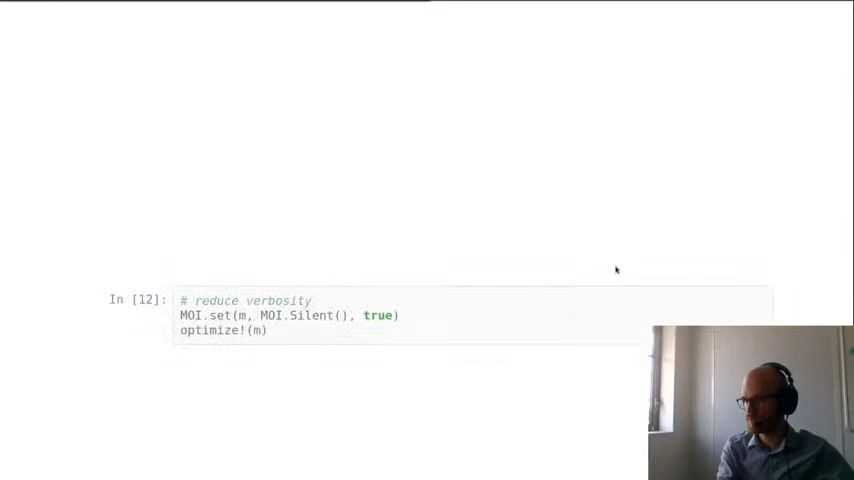 In [12]:
# reduce verbosity
MOI.set(m, MOI.Silent(), true)
optimize!(m)